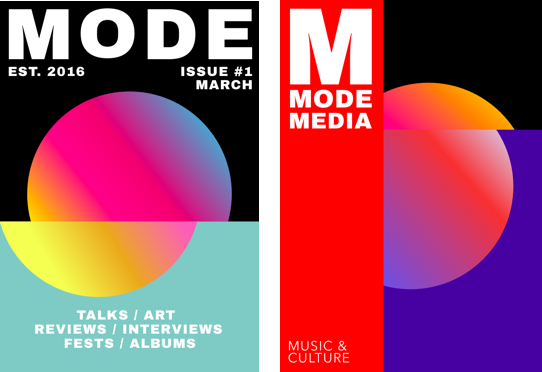 MODE
EST. 2016
ISSUE #1
MARCH
TALKS / ART
REVIEWS / INTERVIEWS
FESTS / ALBUMS
M
MODE
MEDIA
MUSIC &
CULTURE